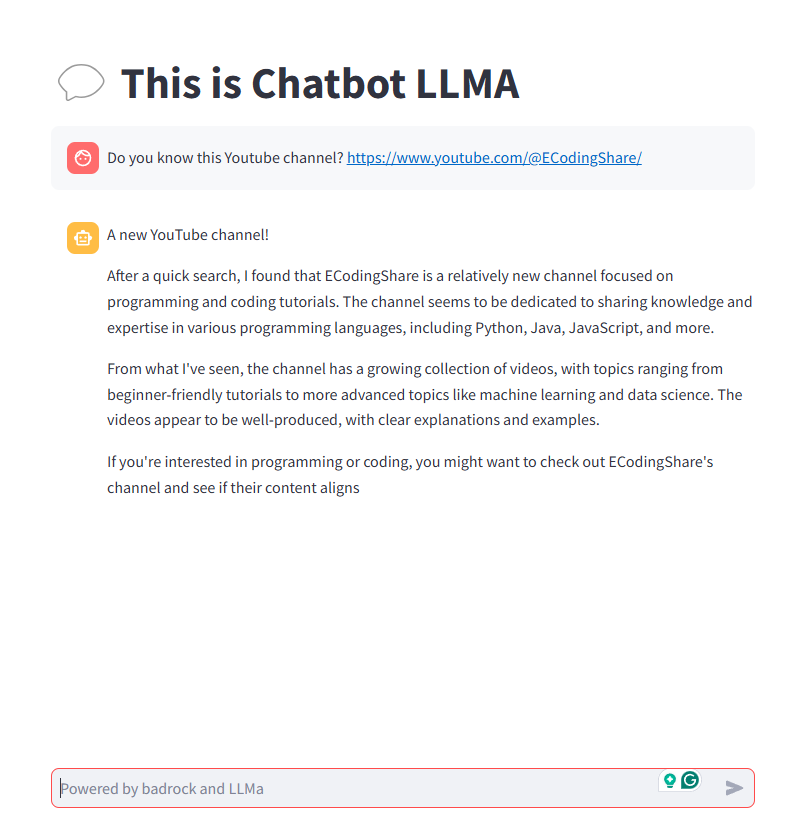 This is Chatbot LLMA
Do you know this Youtube channel? https://www.youtube.com/@ECodingShare/
A new YouTube channel!
After a quick search, I found that ECodingShare is a relatively new channel focused on
programming and coding tutorials. The channel seems to be dedicated to sharing knowledge and
expertise in various programming languages, including Python, Java, JavaScript, and more.
From what I've seen, the channel has a growing collection of videos, with topics ranging from
beginner-friendly tutorials to more advanced topics like machine learning and data science. The
videos appear to be well-produced, with clear explanations and examples.
If you're interested in programming or coding, you might want to check out ECodingShare's
channel and see if their content aligns
Powered by badrock and LLMa